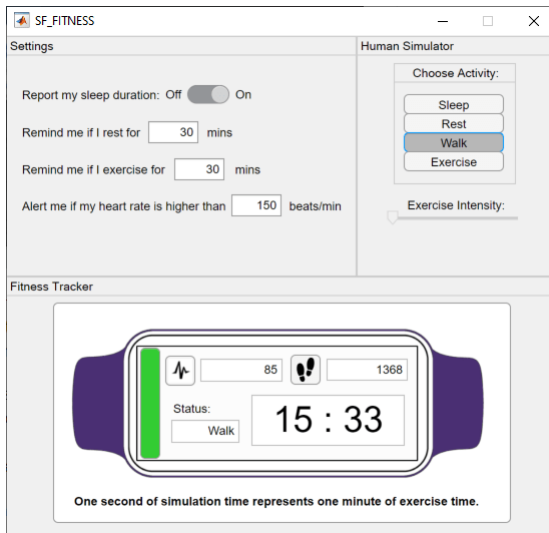 SF_FITNESS
Settings
Report my sleep duration: Off On
Remind me if I rest for 30 mins
Remind me if I exercise for 30 mins
Alert me if my heart rate is higher than 150 beats/min
Human Simulator
Choose Activity:
Sleep
Rest
Walk
Exercise
Exercise Intensity:
Fitness Tracker
85 1368
Status:
Walk
15 : 33
One second of simulation time represents one minute of exercise time.